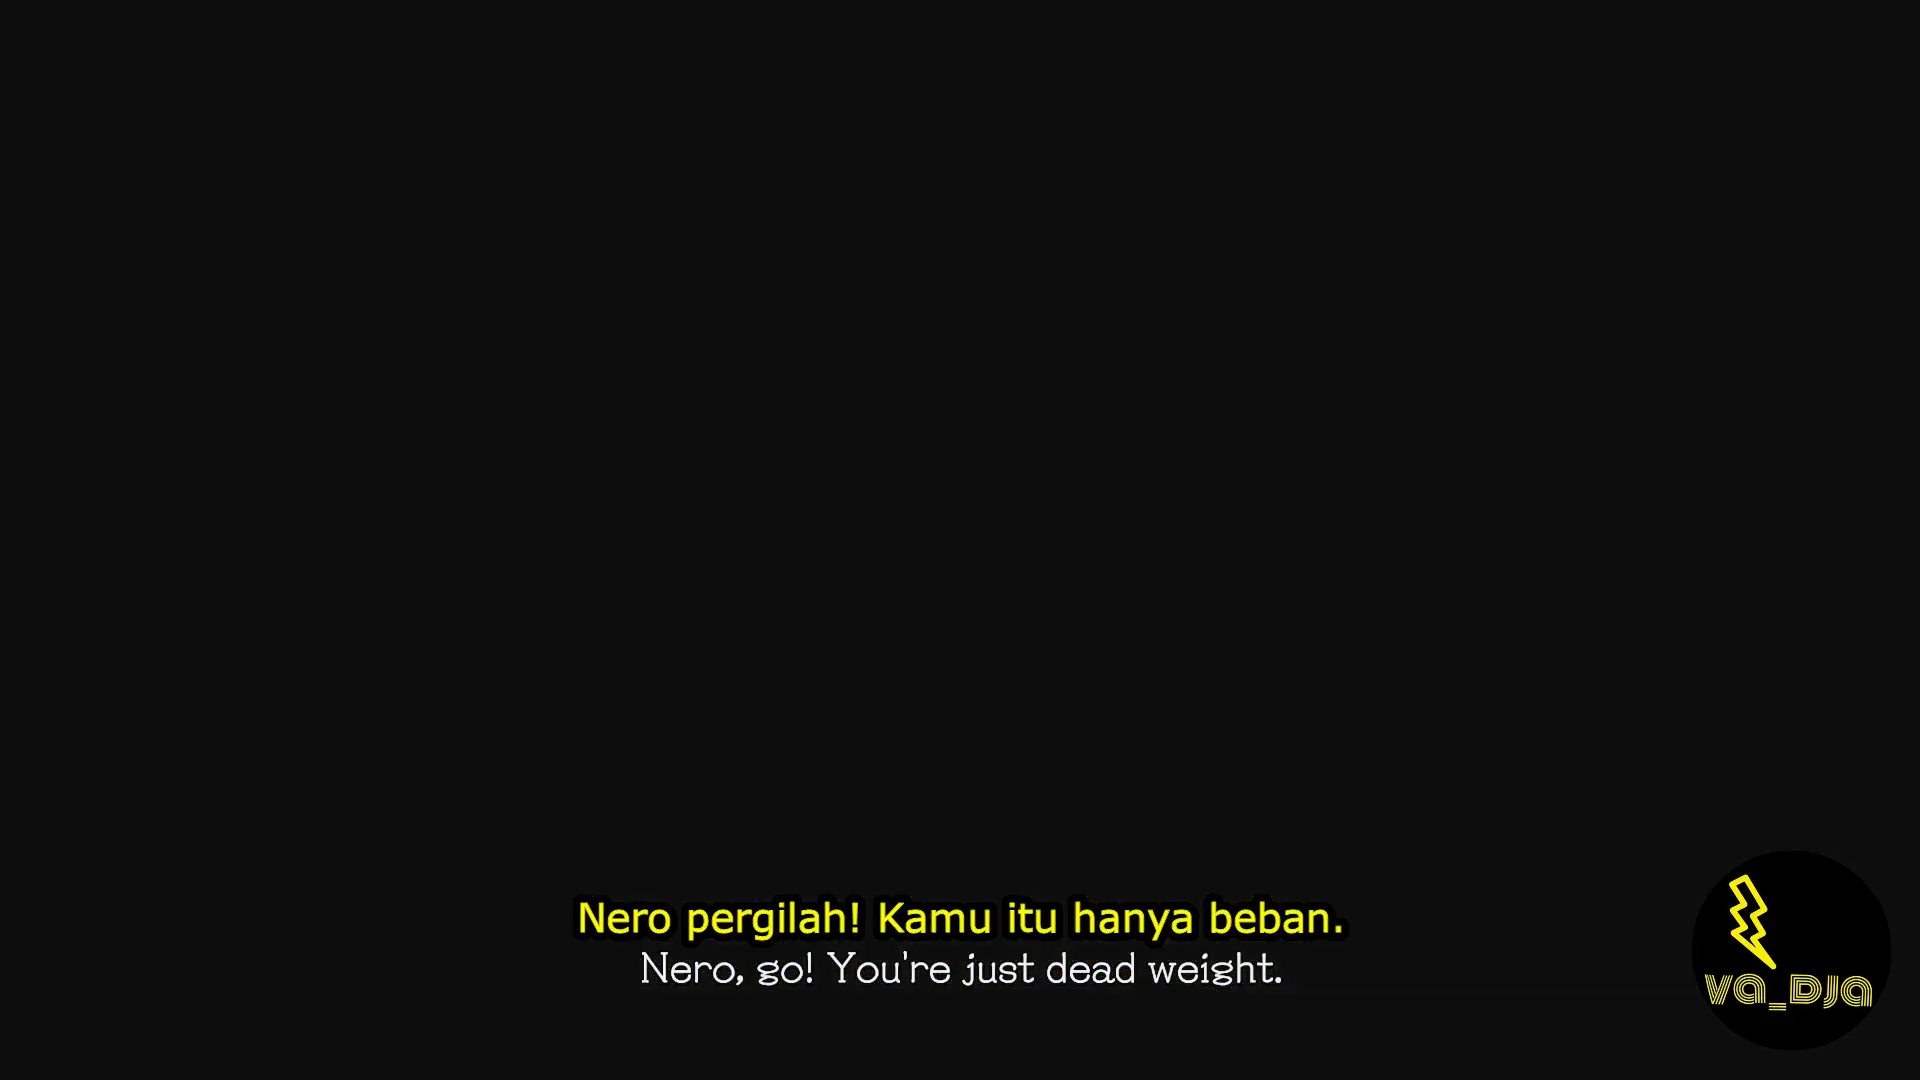 Nero pergilah! Kamu itu hanya beban.
Nero, go! You're just dead weight.
va_DJa